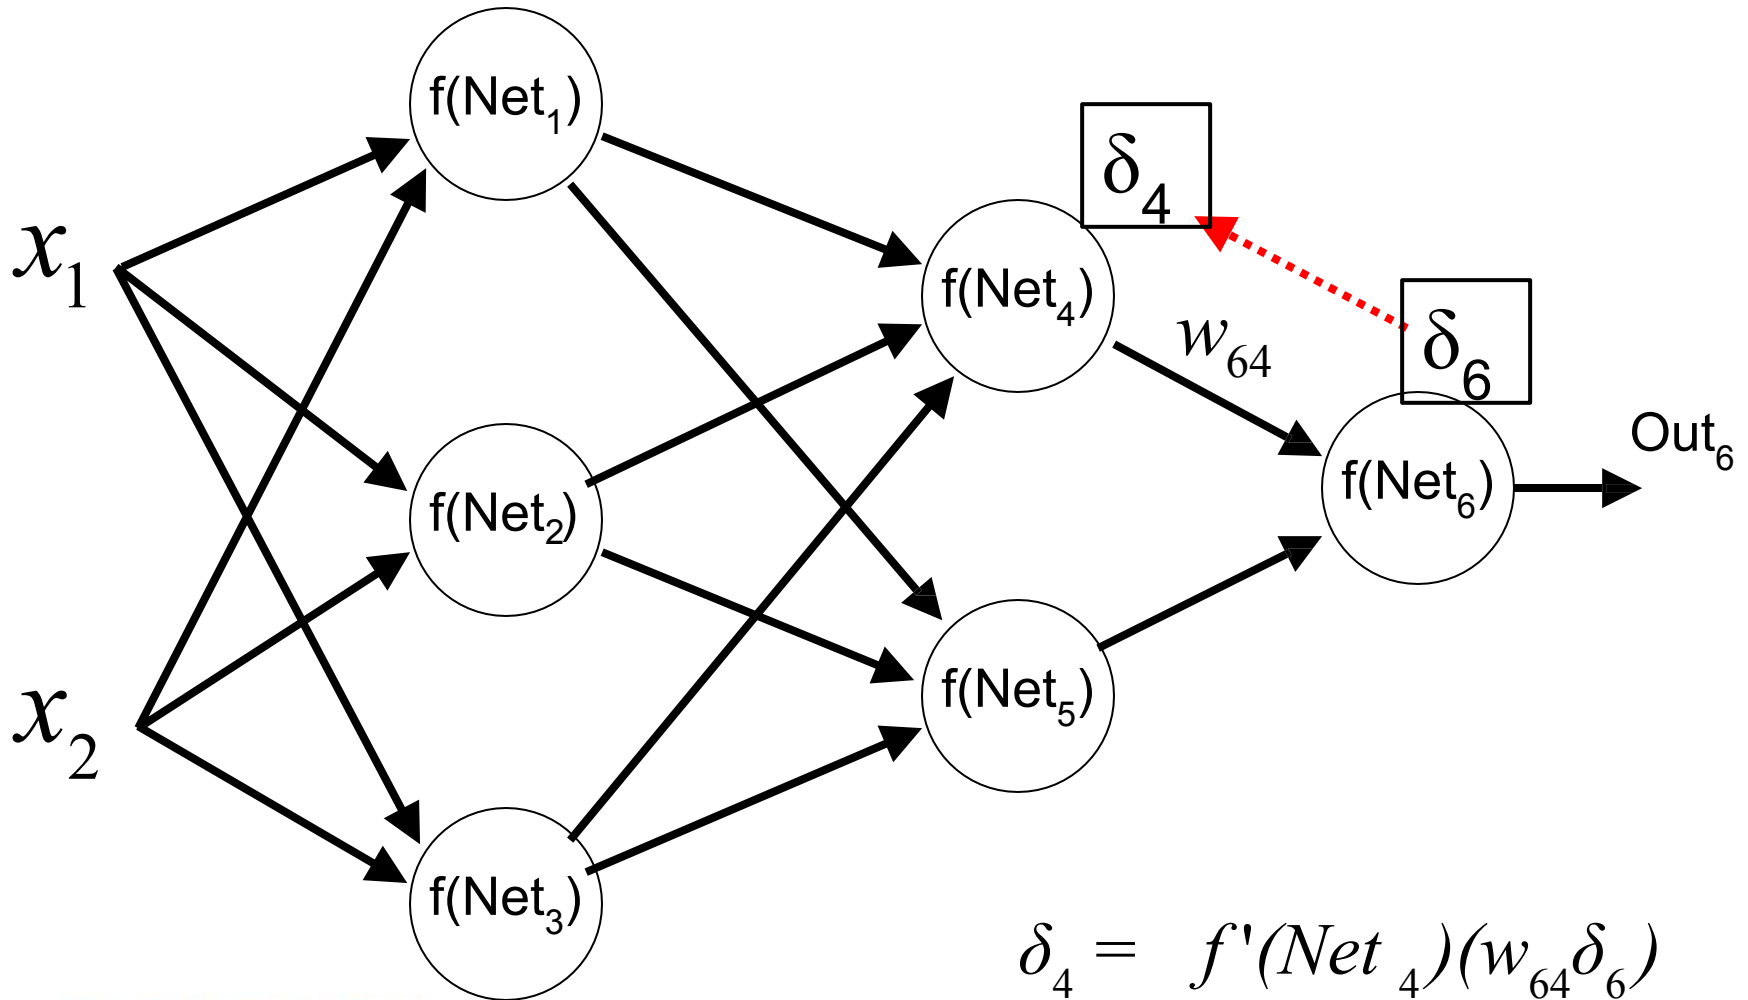 f(Net₁)
δ₄
x₁
f(Net₄)
w₆₄
δ₆
Out₆
f(Net₂)
f(Net₆)
x₂
f(Net₅)
f(Net₃)
δ₄ = f'(Net ₄)(w₆₄δ₆)